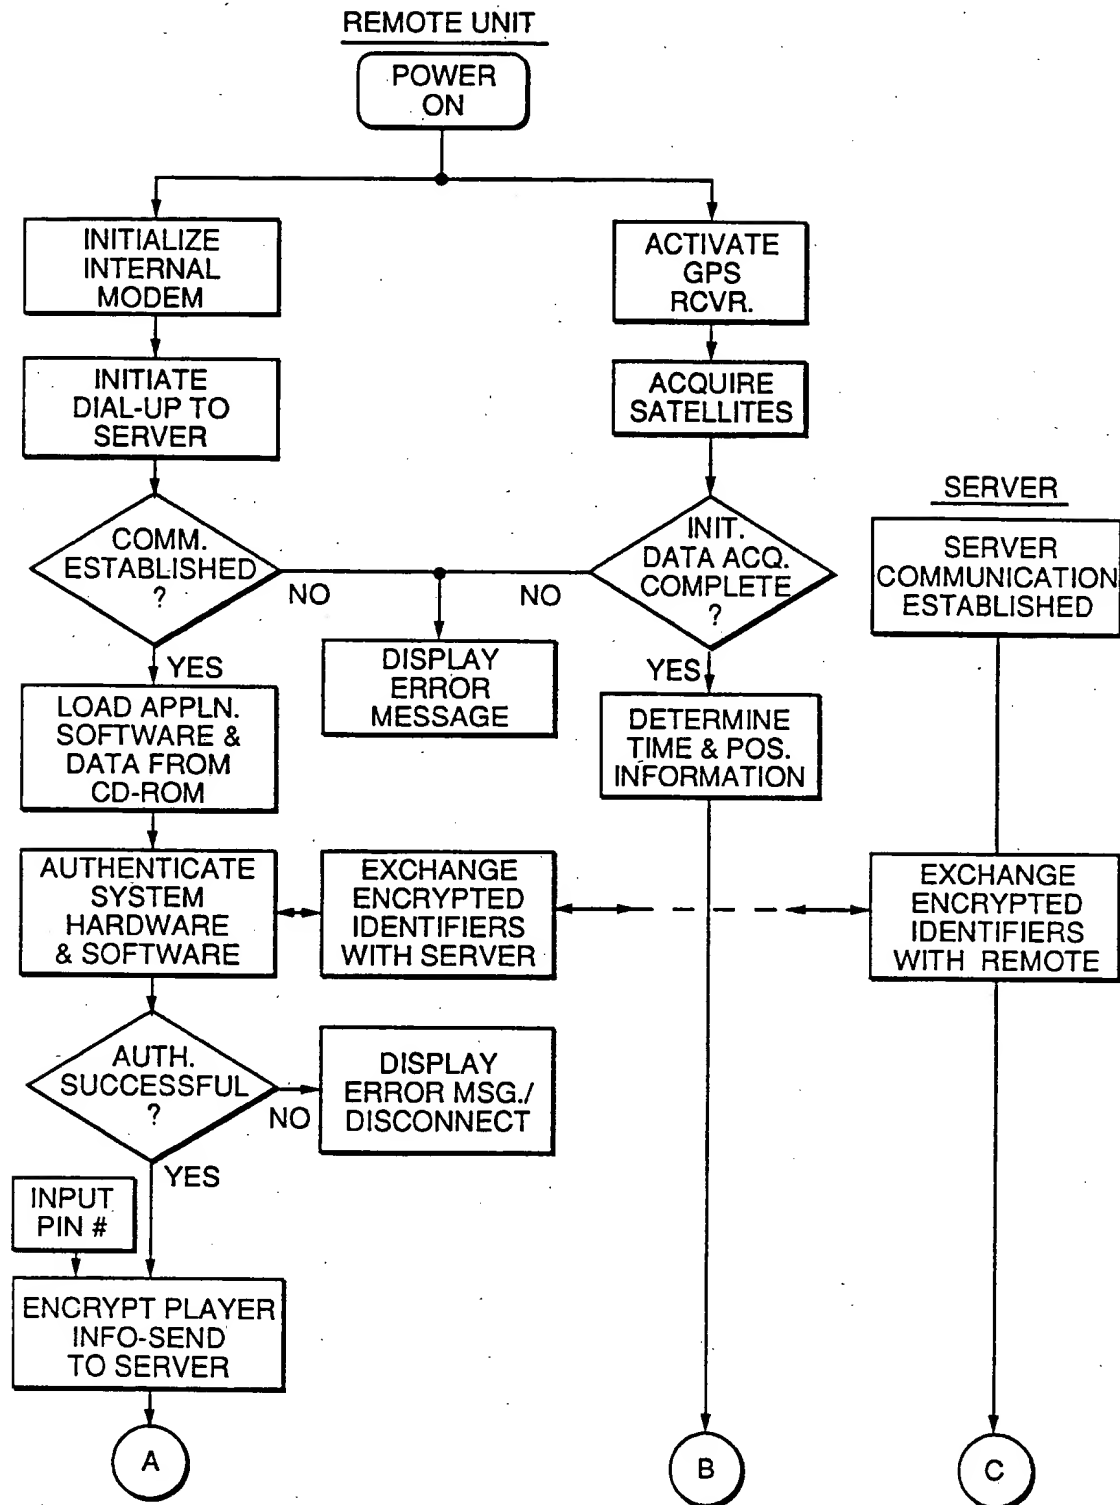 REMOTE UNIT
POWER
ON
INITIALIZE
INTERNAL
MODEM
ACTIVATE
GPS
RCVR.
INITIATE
DIAL-UP TO
SERVER
ACQUIRE
SATELLITES
COMM.
ESTABLISHED
?
NO
INIT.
DATA ACQ.
COMPLETE
?
NO
SERVER
SERVER
COMMUNICATION
ESTABLISHED
YES
DISPLAY
ERROR
MESSAGE
YES
LOAD APPLN.
SOFTWARE &
DATA FROM
CD-ROM
DETERMINE
TIME & POS.
INFORMATION
AUTHENTICATE
SYSTEM
HARDWARE
& SOFTWARE
EXCHANGE
ENCRYPTED
IDENTIFIERS
WITH SERVER
EXCHANGE
ENCRYPTED
IDENTIFIERS
WITH REMOTE
AUTH.
SUCCESSFUL
?
NO
DISPLAY
ERROR MSG./
DISCONNECT
YES
INPUT
PIN #
ENCRYPT PLAYER
INFO-SEND
TO SERVER
A
B
C